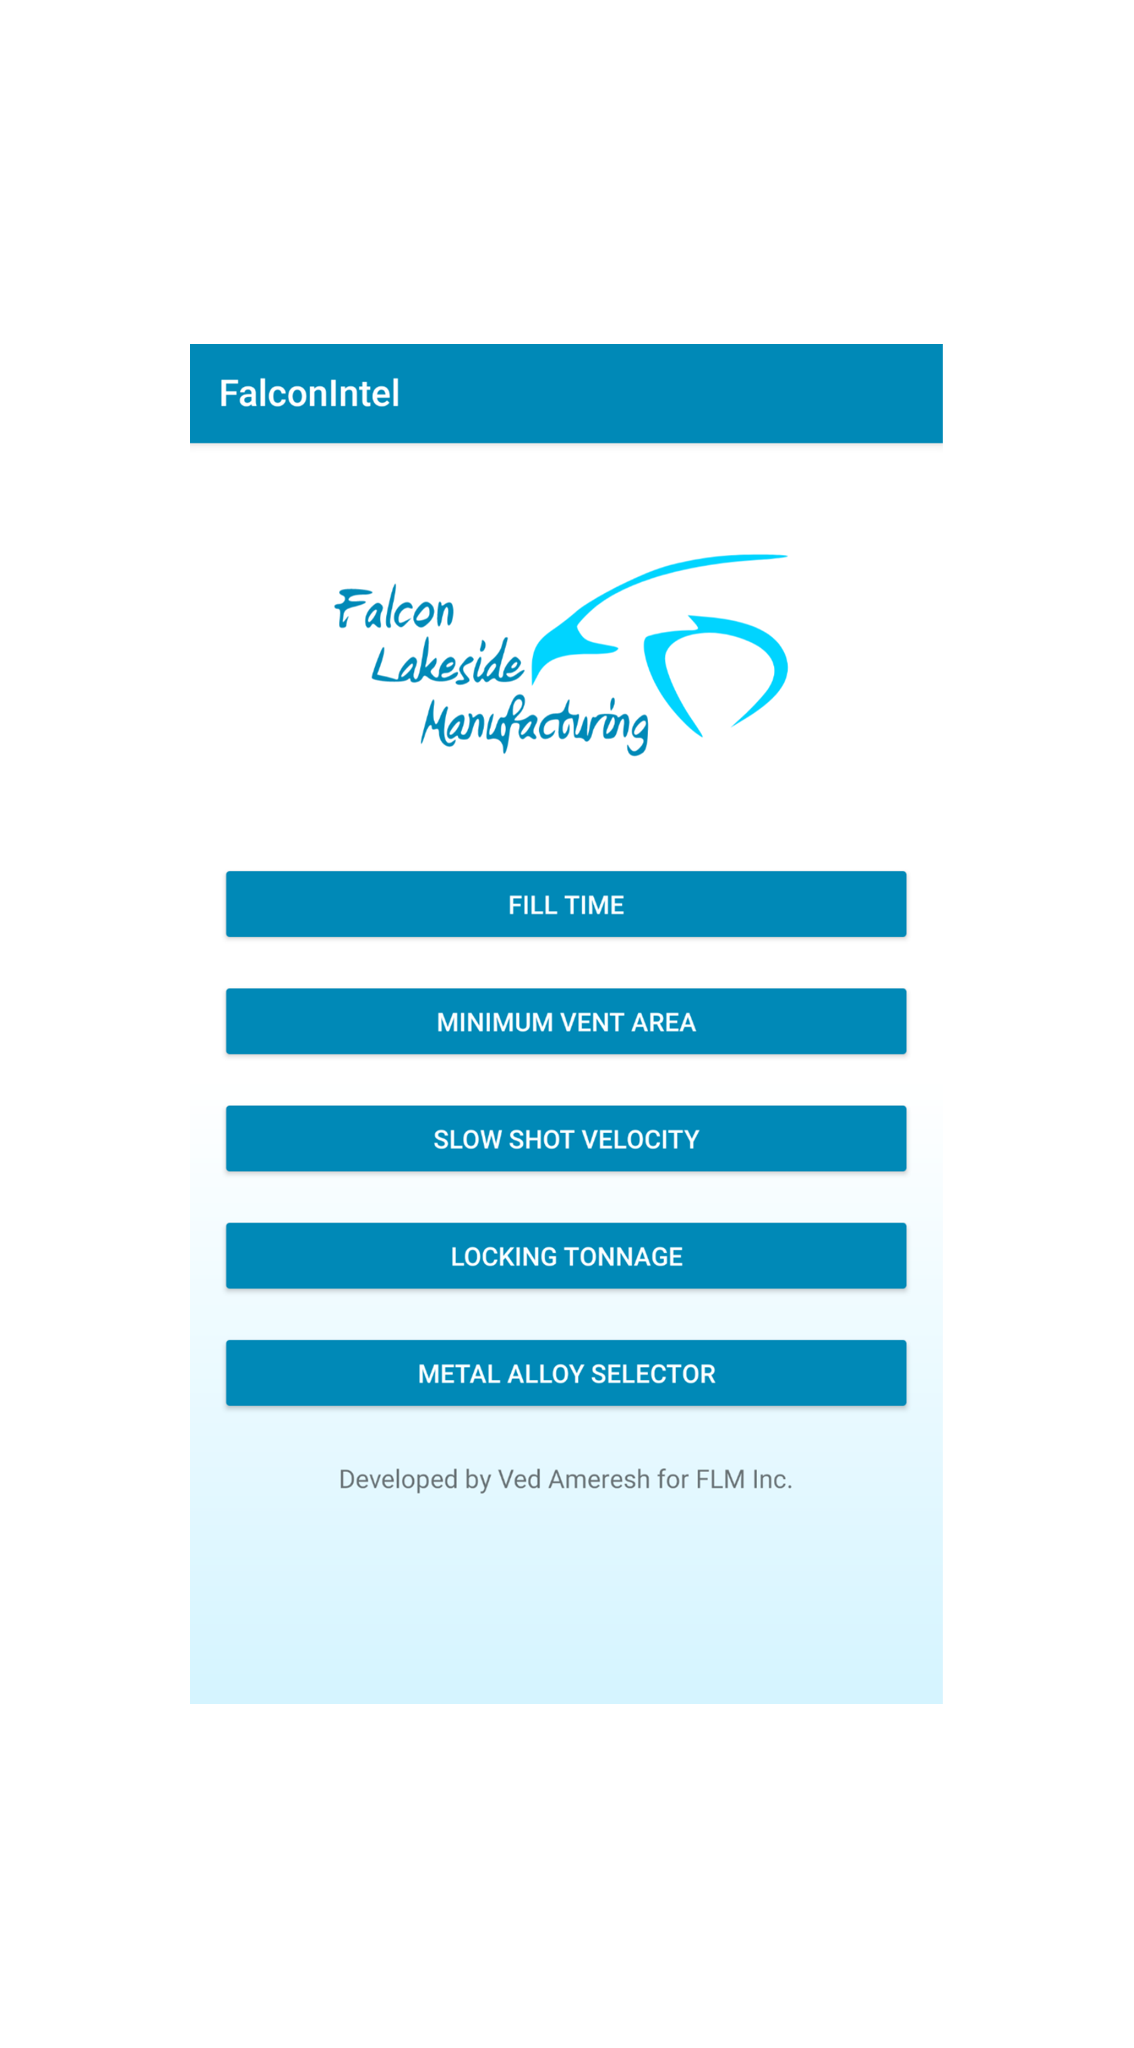 FalconIntel
Falcon
Lakeside
Manufacturing
FILL TIME
MINIMUM VENT AREA
SLOW SHOT VELOCITY
LOCKING TONNAGE
METAL ALLOY SELECTOR
Developed by Ved Ameresh for FLM Inc.